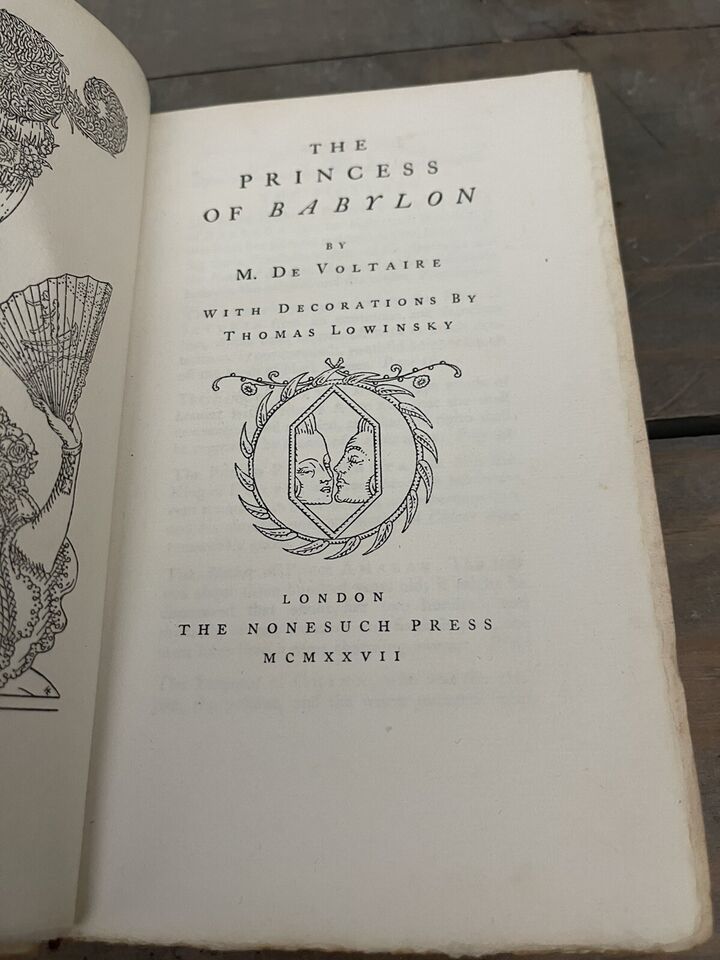 THE
PRINCESS
OF BABYLON
BY
M. DE VOLTAIRE
WITH DECORATIONS BY
THOMAS LOWINSKY
LONDON
THE NONESUCH PRESS
MCMXXVII